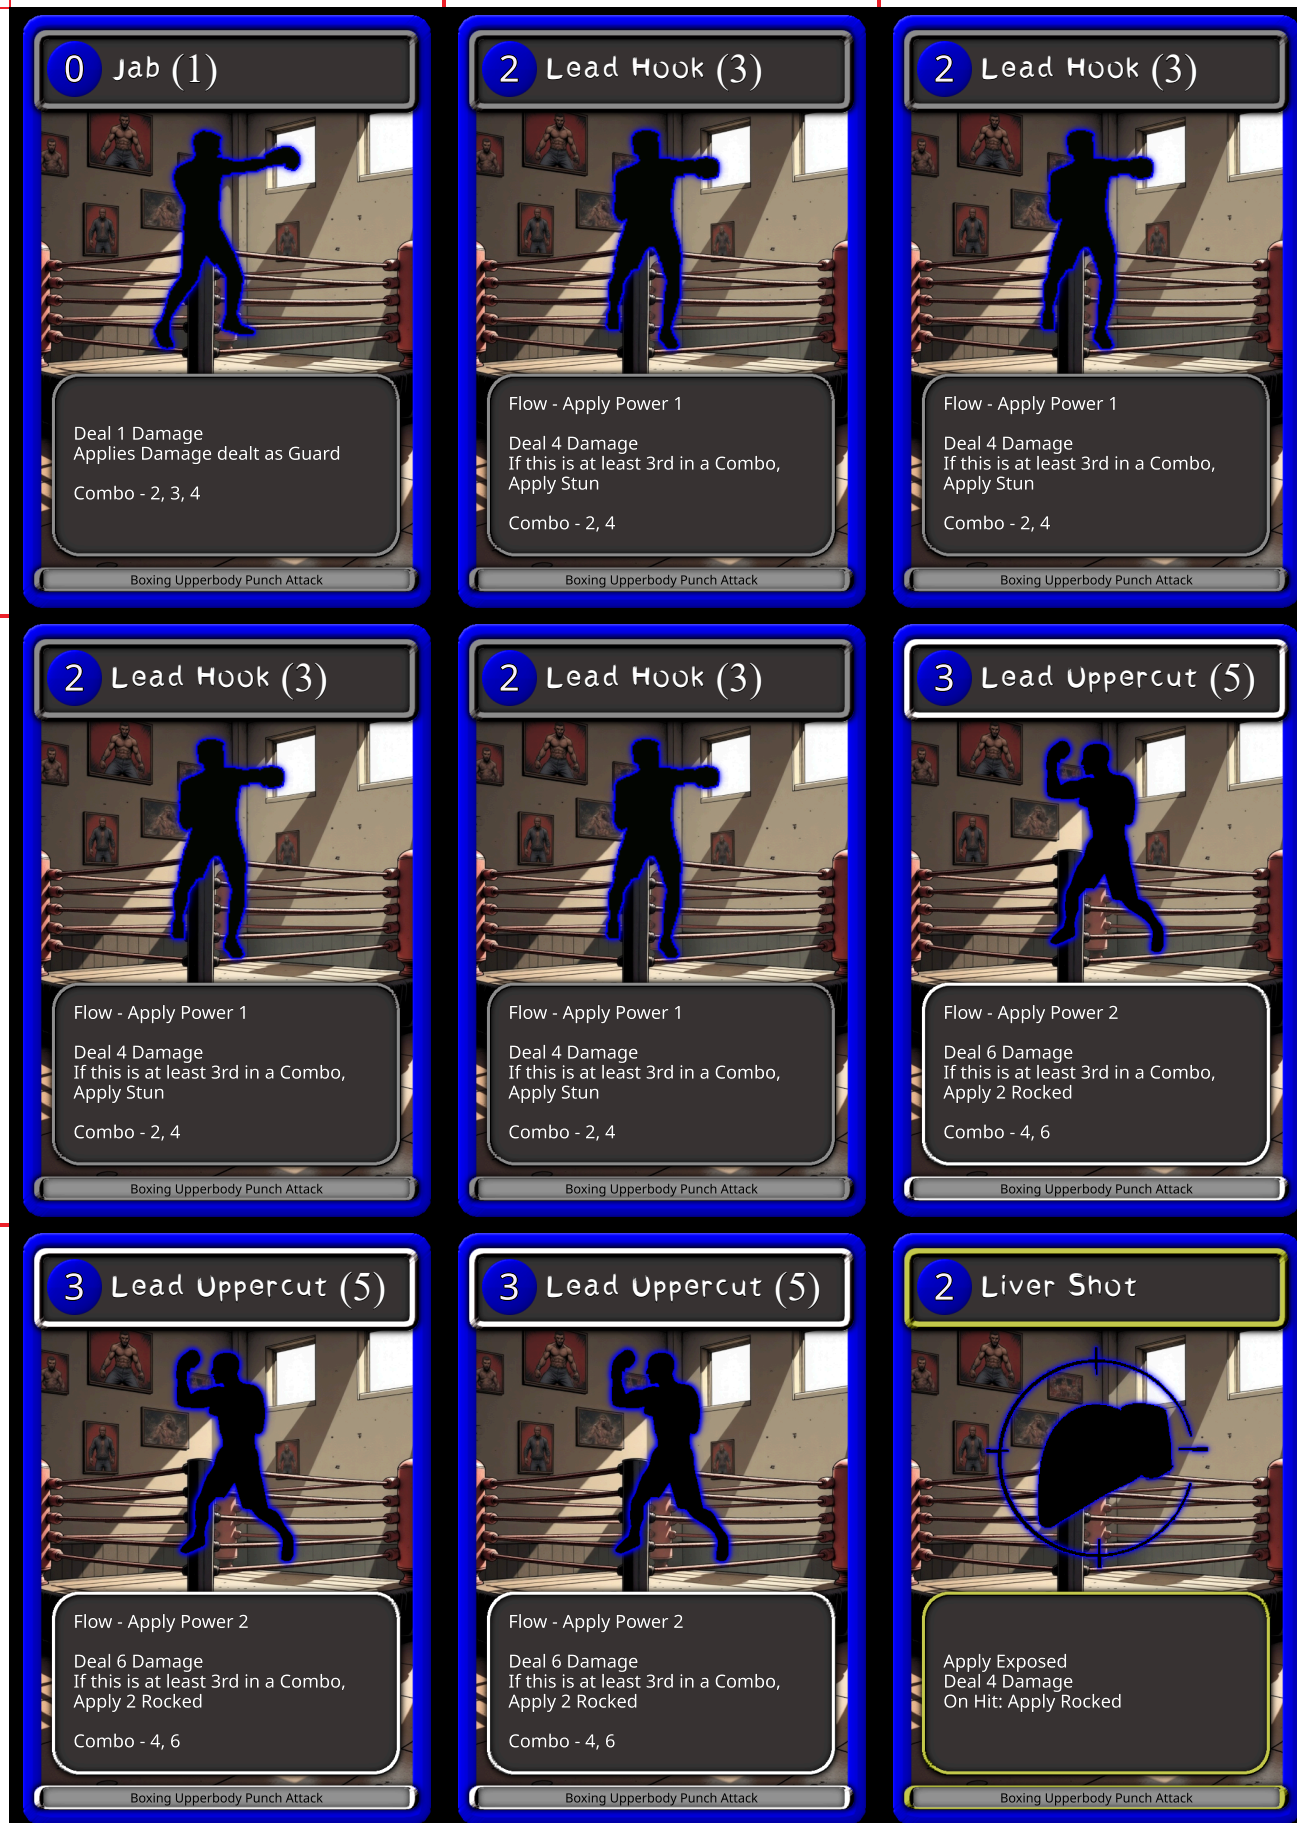 0 Jab (1)
Deal 1 Damage
Applies Damage dealt as Guard
Combo - 2, 3, 4
Boxing Upperbody Punch Attack
2 Lead Hook (3)
Flow - Apply Power 1
Deal 4 Damage
If this is at least 3rd in a Combo,
Apply Stun
Combo - 2, 4
Boxing Upperbody Punch Attack
2 Lead Hook (3)
Flow - Apply Power 1
Deal 4 Damage
If this is at least 3rd in a Combo,
Apply Stun
Combo - 2, 4
Boxing Upperbody Punch Attack
2 Lead Hook (3)
Flow - Apply Power 1
Deal 4 Damage
If this is at least 3rd in a Combo,
Apply Stun
Combo - 2, 4
Boxing Upperbody Punch Attack
2 Lead Hook (3)
Flow - Apply Power 1
Deal 4 Damage
If this is at least 3rd in a Combo,
Apply Stun
Combo - 2, 4
Boxing Upperbody Punch Attack
3 Lead Uppercut (5)
Flow - Apply Power 2
Deal 6 Damage
If this is at least 3rd in a Combo,
Apply 2 Rocked
Combo - 4, 6
Boxing Upperbody Punch Attack
3 Lead Uppercut (5)
Flow - Apply Power 2
Deal 6 Damage
If this is at least 3rd in a Combo,
Apply 2 Rocked
Combo - 4, 6
Boxing Upperbody Punch Attack
3 Lead Uppercut (5)
Flow - Apply Power 2
Deal 6 Damage
If this is at least 3rd in a Combo,
Apply 2 Rocked
Combo - 4, 6
Boxing Upperbody Punch Attack
2 Liver Shot
Apply Exposed
Deal 4 Damage
On Hit: Apply Rocked
Boxing Upperbody Punch Attack